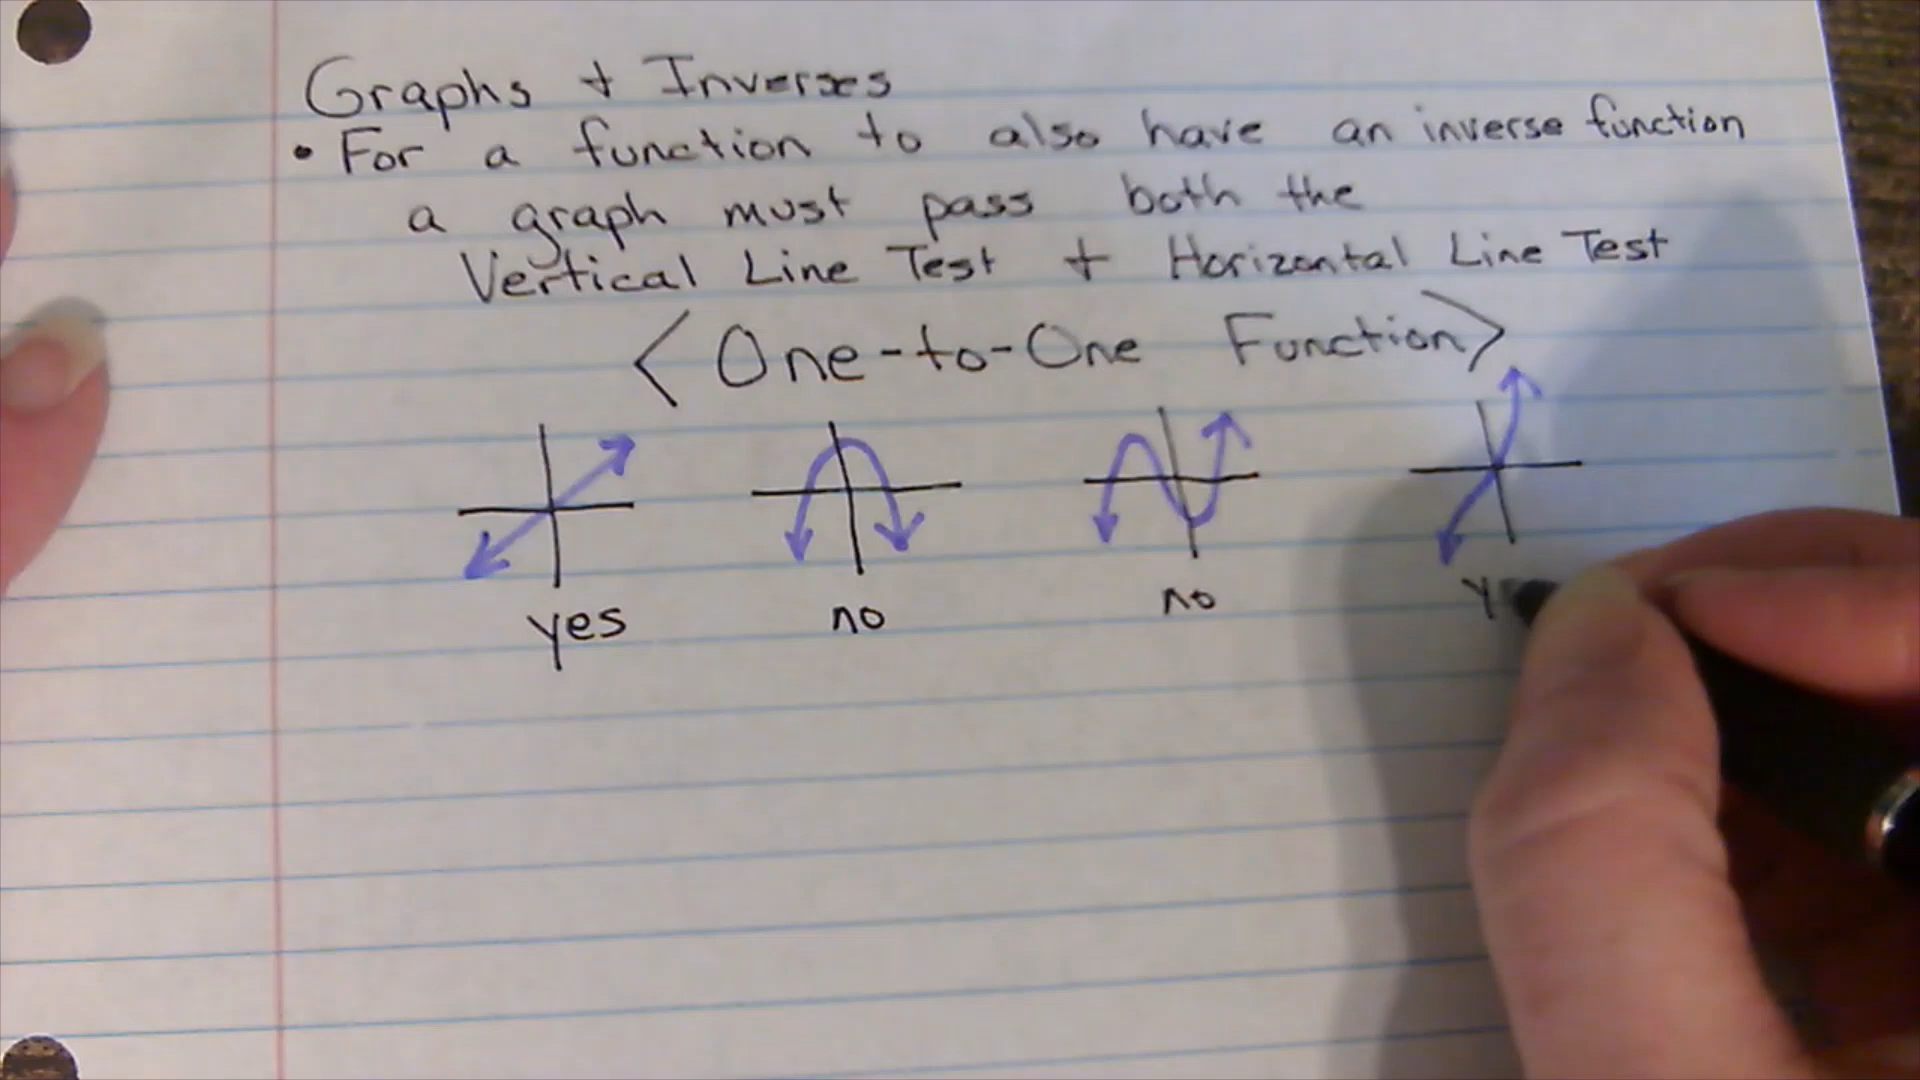 Graphs + Inverses
• For a function to also have an inverse function
a graph must pass both the
Vertical Line Test + Horizontal Line Test
<One-to-One Function>
yes no no